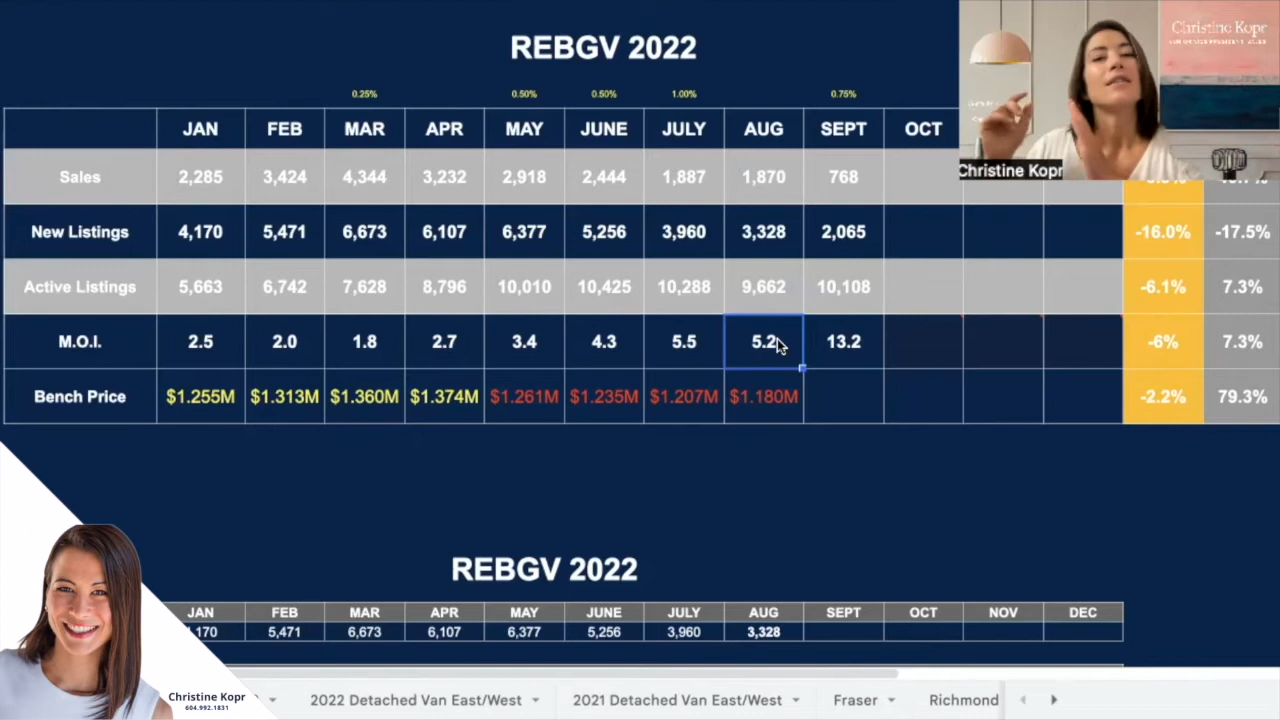 REBGV 2022
Christine Kopr
0.25% 0.50% 0.50% 1.00% 0.75%
JAN FEB MAR APR MAY JUNE JULY AUG SEPT OCT
Christine Kopr
Sales 2,285 3,424 4,344 3,232 2,918 2,444 1,887 1,870 768
New Listings 4,170 5,471 6,673 6,107 6,377 5,256 3,960 3,328 2,065 -16.0% -17.5%
Active Listings 5,663 6,742 7,628 8,796 10,010 10,425 10,288 9,662 10,108 -6.1% 7.3%
M.O.I. 2.5 2.0 1.8 2.7 3.4 4.3 5.5 5.2 13.2 -6% 7.3%
Bench Price $1.255M $1.313M $1.360M $1.374M $1.261M $1.235M $1.207M $1.180M -2.2% 79.3%
REBGV 2022
JAN FEB MAR APR MAY JUNE JULY AUG SEPT OCT NOV DEC
170 5,471 6,673 6,107 6,377 5,256 3,960 3,328
Christine Kopr
604.992.1831
2022 Detached Van East/West 2021 Detached Van East/West Fraser Richmond